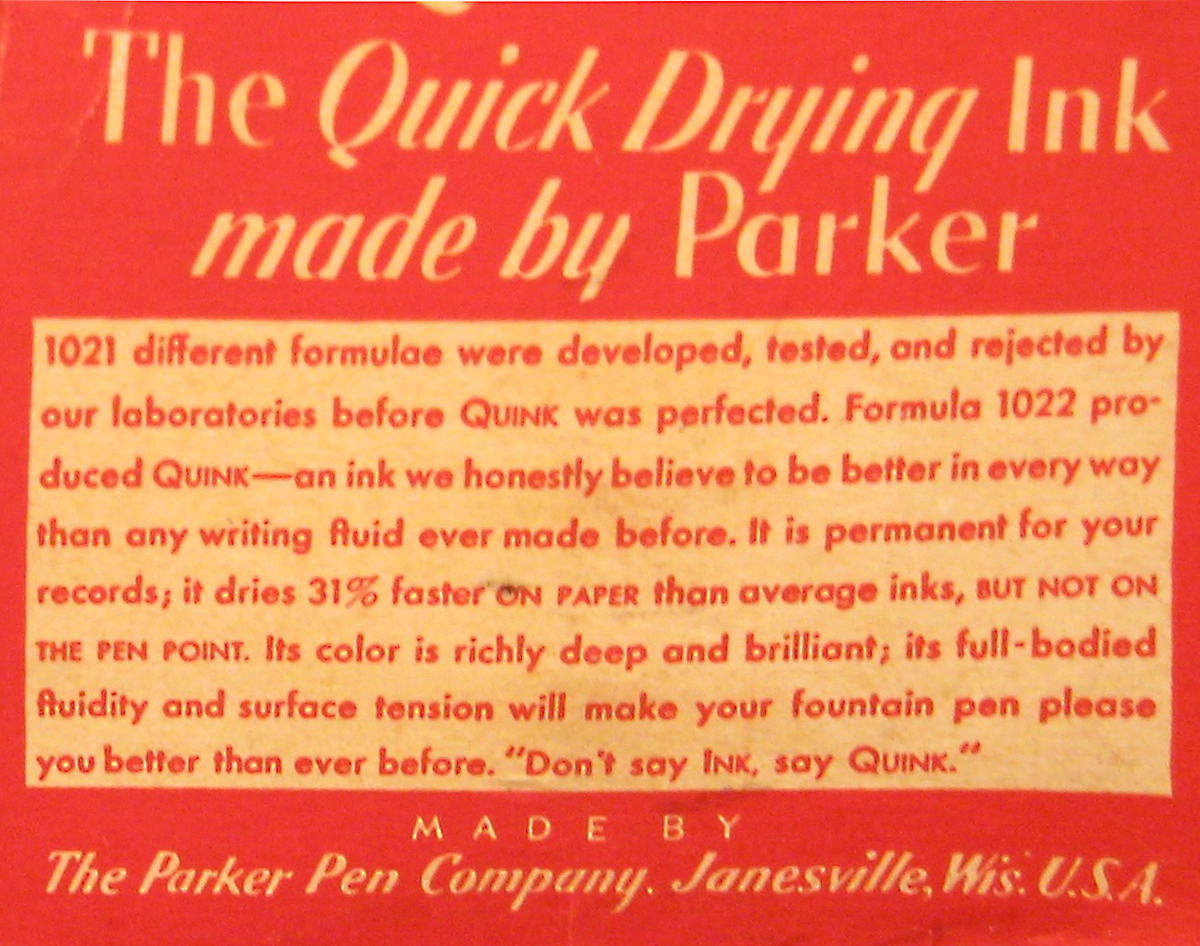 The Quick Drying Ink
made by Parker
1021 different formulae were developed, tested, and rejected by
our laboratories before QUINK was perfected. Formula 1022 pro-
duced QUINK—an ink we honestly believe to be better in every way
than any writing fluid ever made before. It is permanent for your
records; it dries 31% faster ON PAPER than average inks, BUT NOT ON
THE PEN POINT. Its color is richly deep and brilliant; its full-bodied
fluidity and surface tension will make your fountain pen please
you better than ever before. "Don't say INK, say QUINK."
MADE BY
The Parker Pen Company. Janesville, Wis. U.S.A.